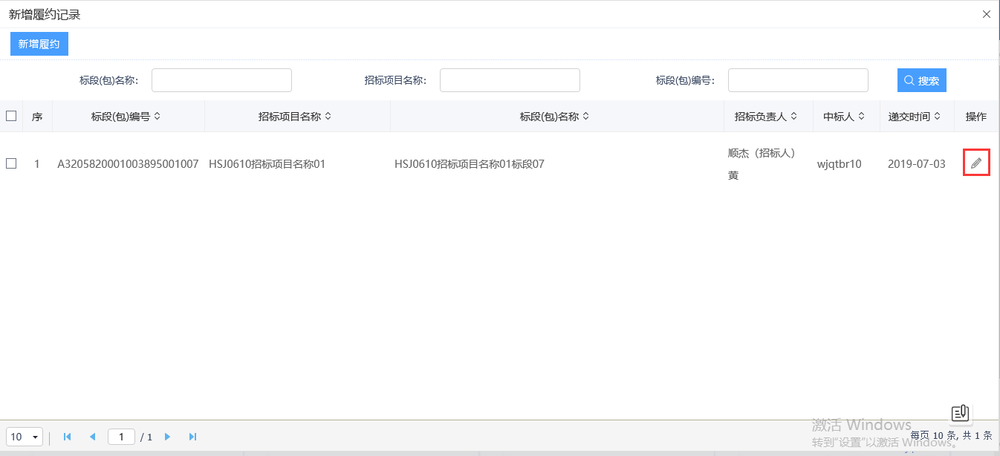 新增履约记录
新增履约
标段(包)名称: 招标项目名称: 标段(包)编号: 搜索
序 标段(包)编号 招标项目名称 标段(包)名称 招标负责人 中标人 递交时间 操作
1 A3205820001003895001007 HSJ0610招标项目名称01 HSJ0610招标项目名称01标段07 顺杰（招标人） wjqtbr10 2019-07-03
黄
激活 Windows
10 1 / 1 每页 10 条, 共 1 条
转到"设置"以激活 Windows。